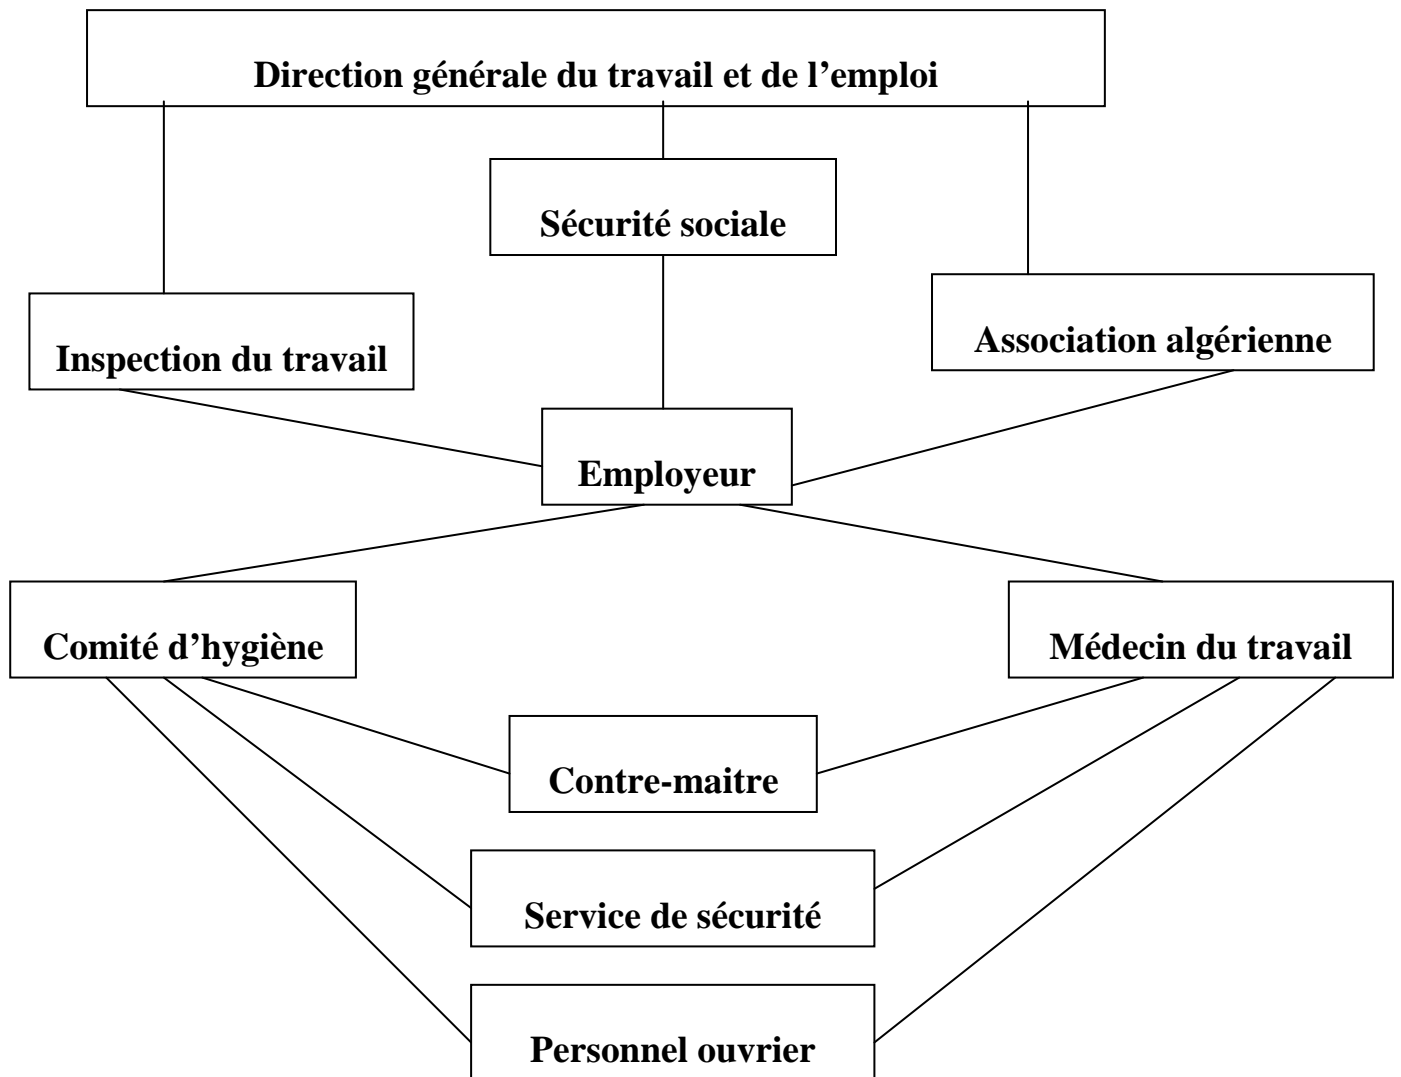 Direction générale du travail et de l’emploi
Sécurité sociale
Inspection du travail
Association algérienne
Employeur
Comité d’hygiène
Médecin du travail
Contre-maitre
Service de sécurité
Personnel ouvrier